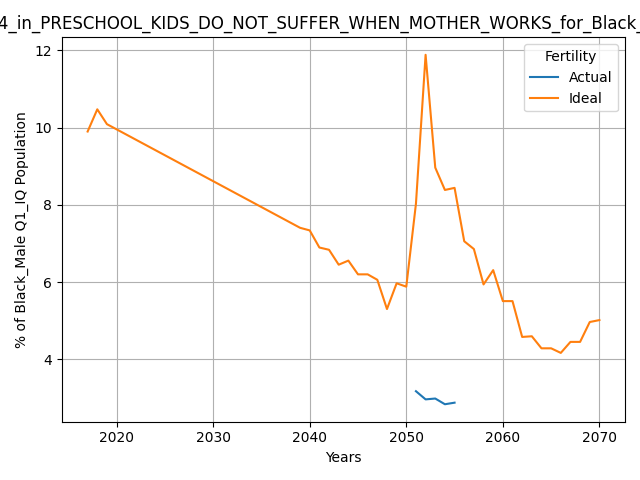 4_in_PRESCHOOL_KIDS_DO_NOT_SUFFER_WHEN_MOTHER_WORKS_for_Black_
Fertility
Actual
Ideal
% of Black_Male Q1_IQ Population
12
10
8
6
4
2020 2030 2040 2050 2060 2070
Years